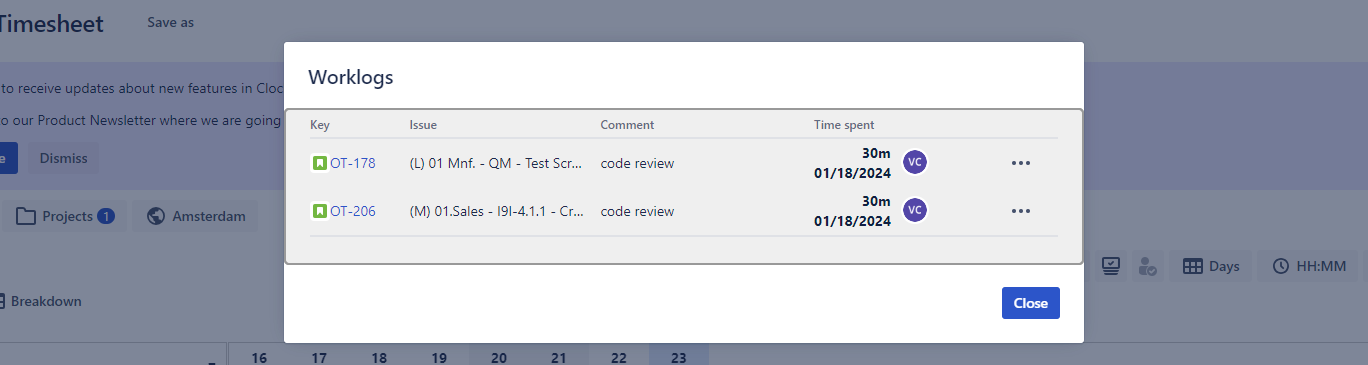 Timesheet
Save as
to receive updates about new features in Cloc
o our Product Newsletter where we are going
Dismiss
Projects 1
Amsterdam
Worklogs
Key Issue Comment Time spent
OT-178 (L) 01 Mnf. - QM - Test Scr... code review 30m
01/18/2024 VC
OT-206 (M) 01.Sales - I9I-4.1.1 - Cr... code review 30m
01/18/2024 VC
Close
Days
HH:MM
Breakdown
16 17 18 19 20 21 22 23